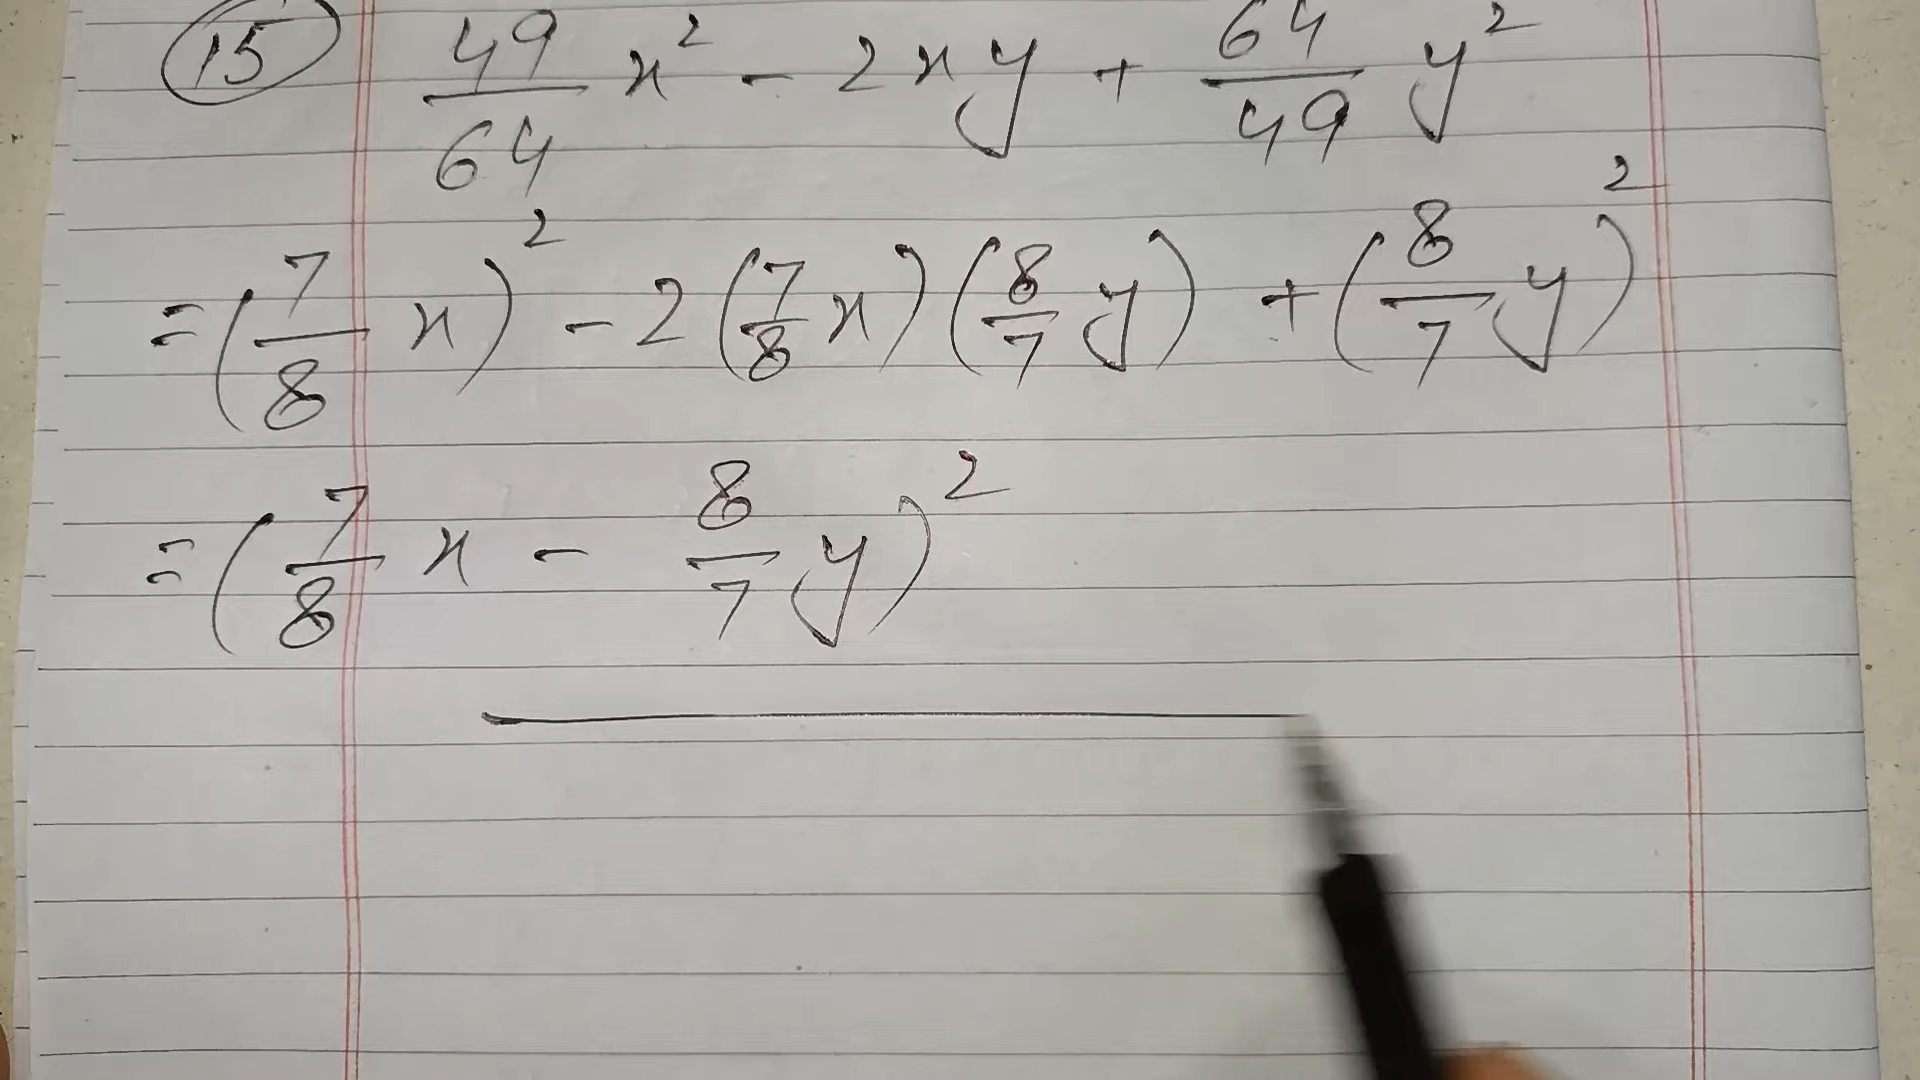 (15) 49/64 x² - 2xy + 64/49 y²
= (7/8 x)² - 2 (7/8 x) (8/7 y) + (8/7 y)²
= (7/8 x - 8/7 y)²